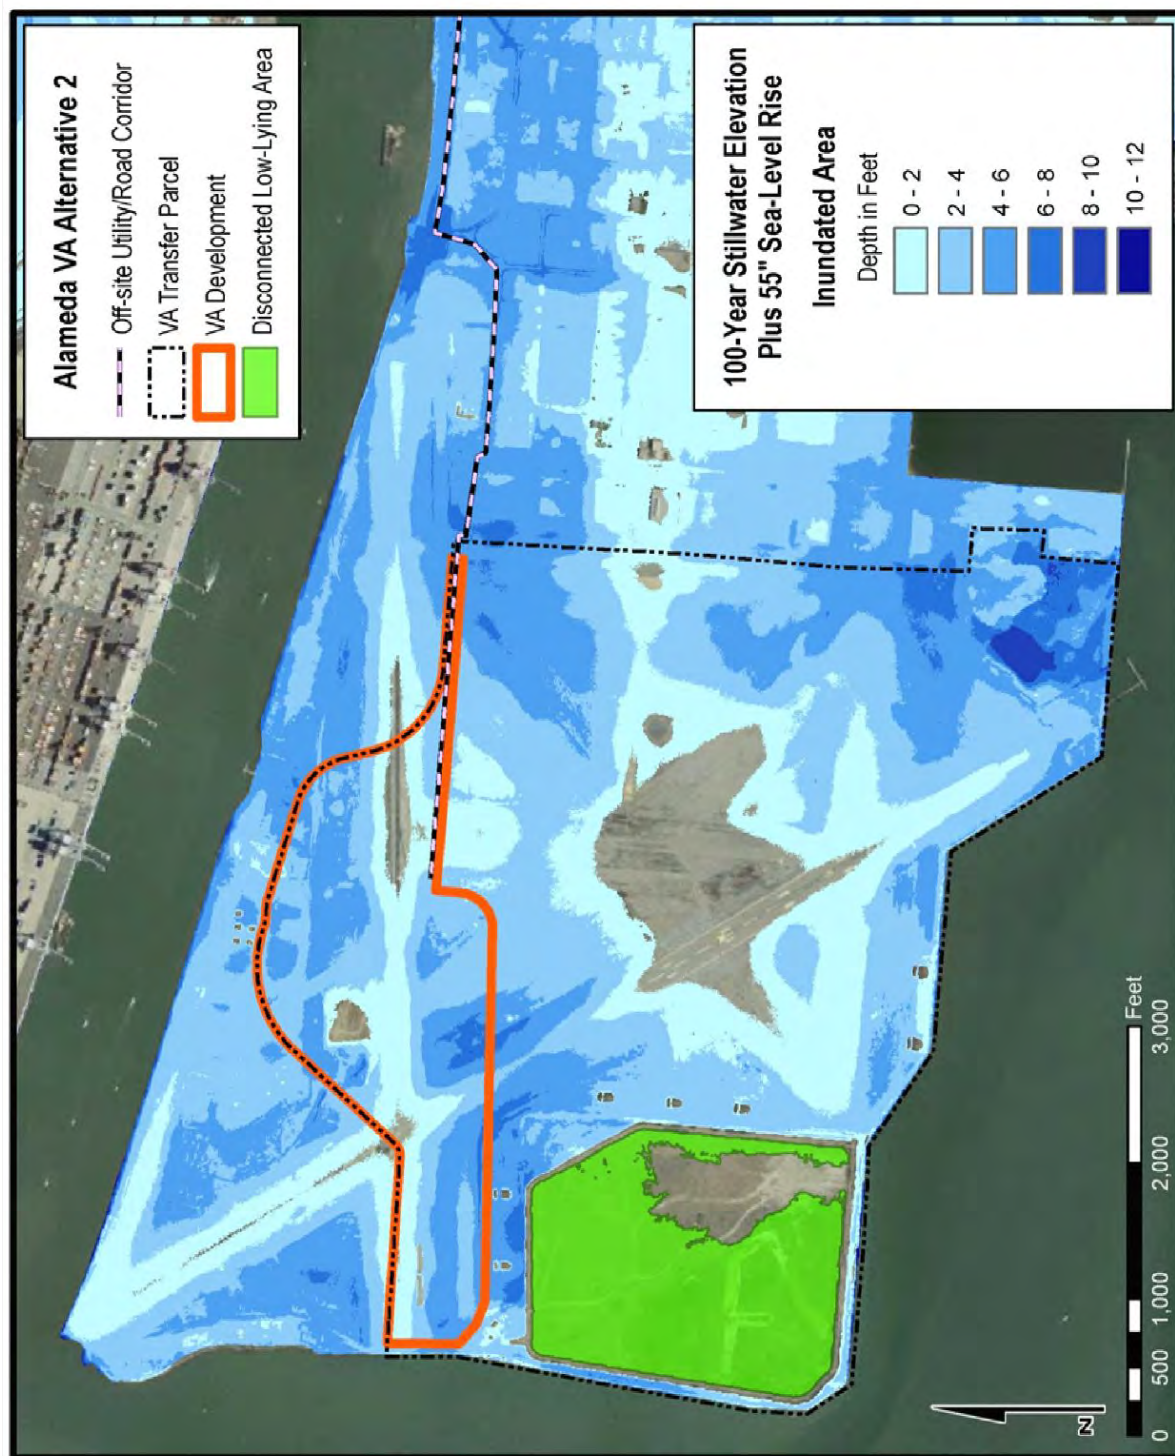 Alameda VA Alternative 2
Off-site Utility/Road Corridor
VA Transfer Parcel
VA Development
Disconnected Low-Lying Area
100-Year Stillwater Elevation
Plus 55" Sea-Level Rise
Inundated Area
Depth in Feet
0 - 2
2 - 4
4 - 6
6 - 8
8 - 10
10 - 12
N
Feet
0 500 1,000 2,000 3,000